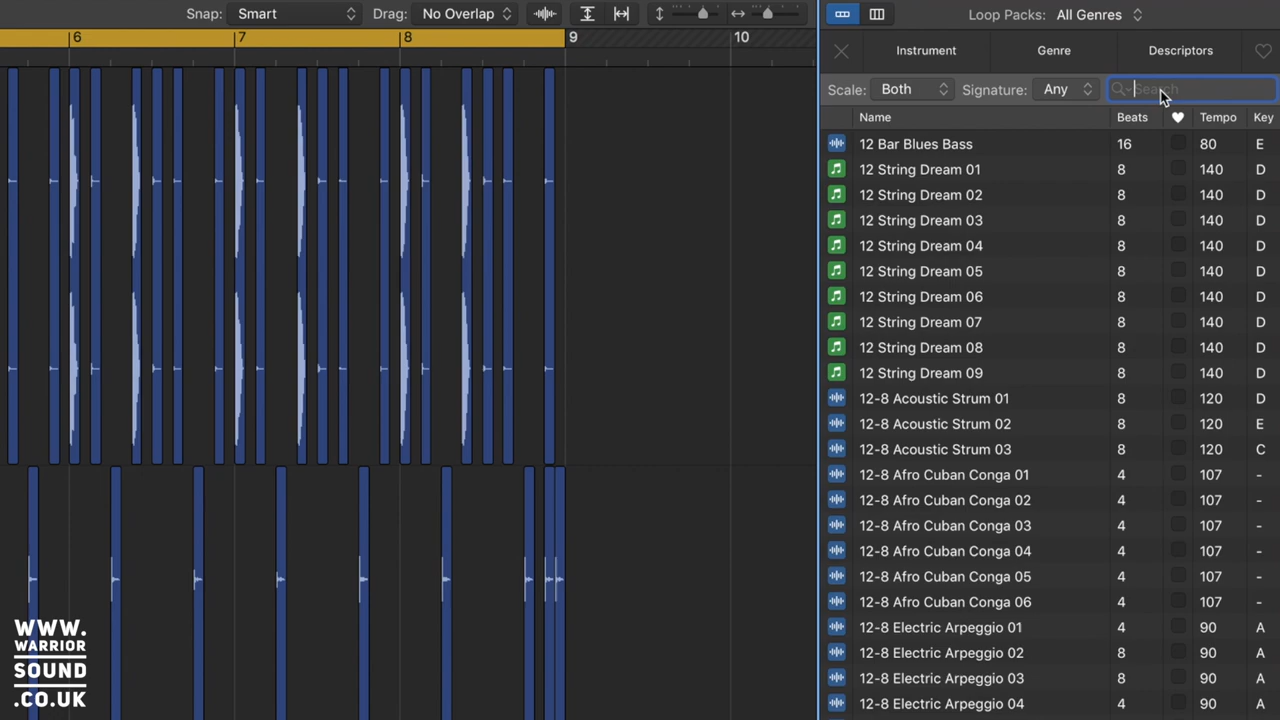 Snap: Smart Drag: No Overlap
6 7 8 9 10
Loop Packs: All Genres
Instrument Genre Descriptors
Scale: Both Signature: Any Search
Name Beats Tempo Key
12 Bar Blues Bass 16 80 E
12 String Dream 01 8 140 D
12 String Dream 02 8 140 D
12 String Dream 03 8 140 D
12 String Dream 04 8 140 D
12 String Dream 05 8 140 D
12 String Dream 06 8 140 D
12 String Dream 07 8 140 D
12 String Dream 08 8 140 D
12 String Dream 09 8 140 D
12-8 Acoustic Strum 01 8 120 D
12-8 Acoustic Strum 02 8 120 E
12-8 Acoustic Strum 03 8 120 C
12-8 Afro Cuban Conga 01 4 107 -
12-8 Afro Cuban Conga 02 4 107 -
12-8 Afro Cuban Conga 03 4 107 -
12-8 Afro Cuban Conga 04 4 107 -
12-8 Afro Cuban Conga 05 4 107 -
12-8 Afro Cuban Conga 06 4 107 -
12-8 Electric Arpeggio 01 4 90 A
12-8 Electric Arpeggio 02 8 90 A
12-8 Electric Arpeggio 03 8 90 A
12-8 Electric Arpeggio 04 4 90 A
WWW.
WARRIOR
SOUND
.CO.UK